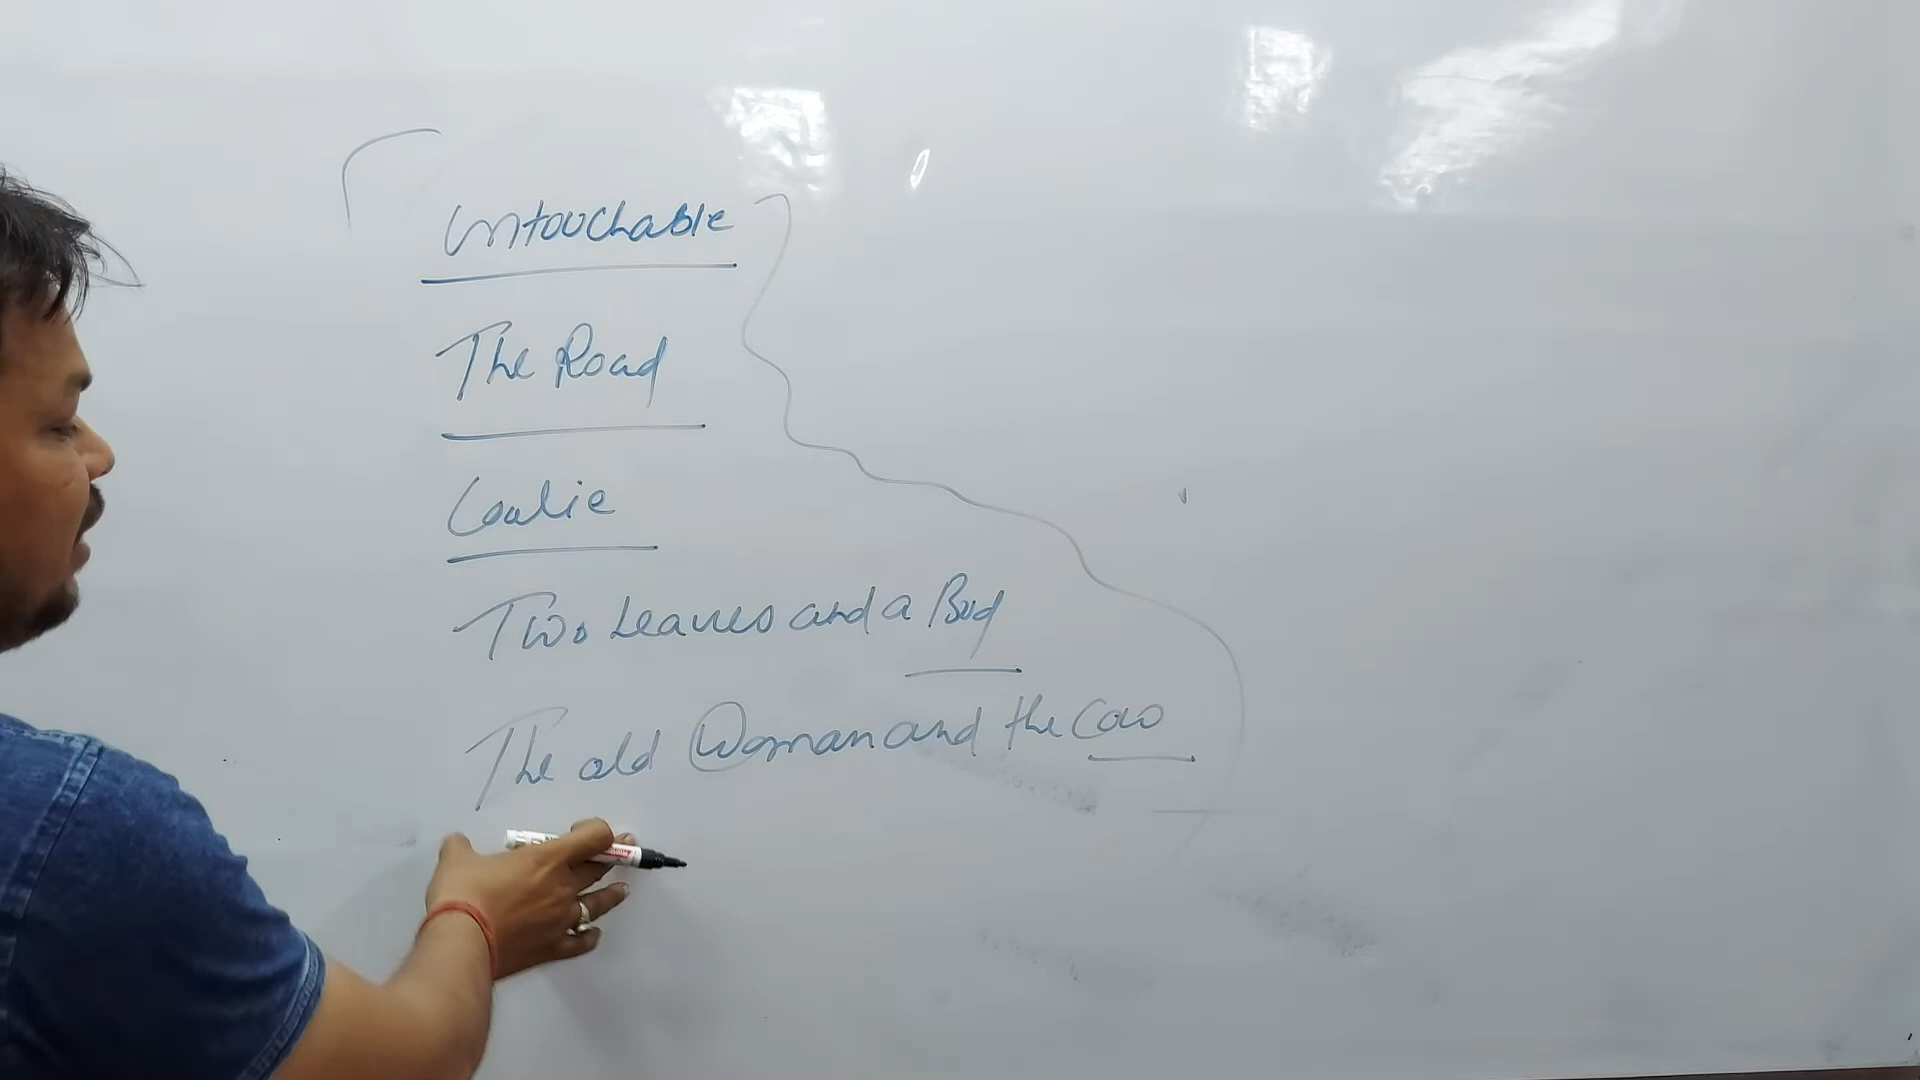 Untouchable
The Road
Coolie
Two Leaves and a Bud
The old Woman and the Cow